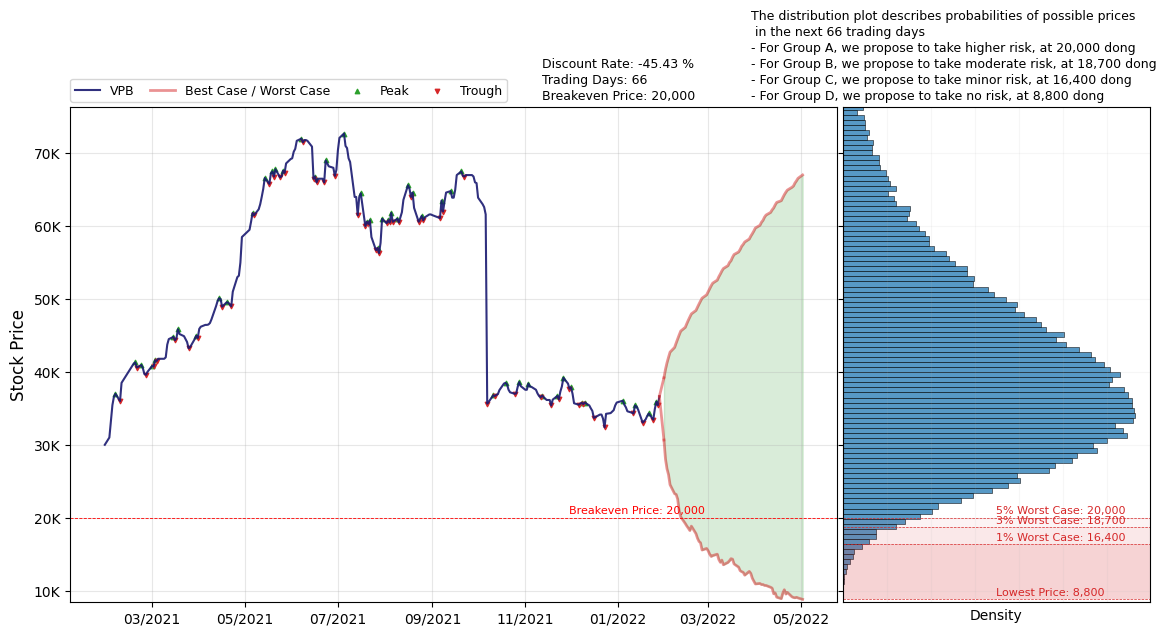 The distribution plot describes probabilities of possible prices
in the next 66 trading days
- For Group A, we propose to take higher risk, at 20,000 dong
- For Group B, we propose to take moderate risk, at 18,700 dong
- For Group C, we propose to take minor risk, at 16,400 dong
- For Group D, we propose to take no risk, at 8,800 dong
Discount Rate: -45.43 %
Trading Days: 66
Breakeven Price: 20,000
VPB
Best Case / Worst Case
Peak
Trough
Stock Price
70K
60K
50K
40K
30K
20K
10K
Breakeven Price: 20,000
03/2021
05/2021
07/2021
09/2021
11/2021
01/2022
03/2022
05/2022
5% Worst Case: 20,000
3% Worst Case: 18,700
1% Worst Case: 16,400
Lowest Price: 8,800
Density